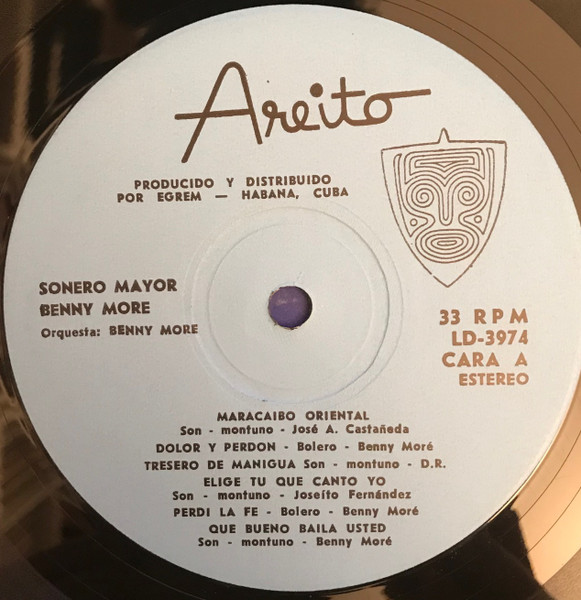 Areito
PRODUCIDO Y DISTRIBUIDO
POR EGREM — HABANA, CUBA
SONERO MAYOR
BENNY MORE
Orquesta: BENNY MORE
33 RPM
LD-3974
CARA A
ESTEREO
MARACAIBO ORIENTAL
Son - montuno - José A. Castañeda
DOLOR Y PERDON - Bolero - Benny Moré
TRESERO DE MANIGUA Son - montuno - D.R.
ELIGE TU QUE CANTO YO
Son - montuno - Joseíto Fernández
PERDI LA FE - Bolero - Benny Moré
QUE BUENO BAILA USTED
Son - montuno - Benny Moré